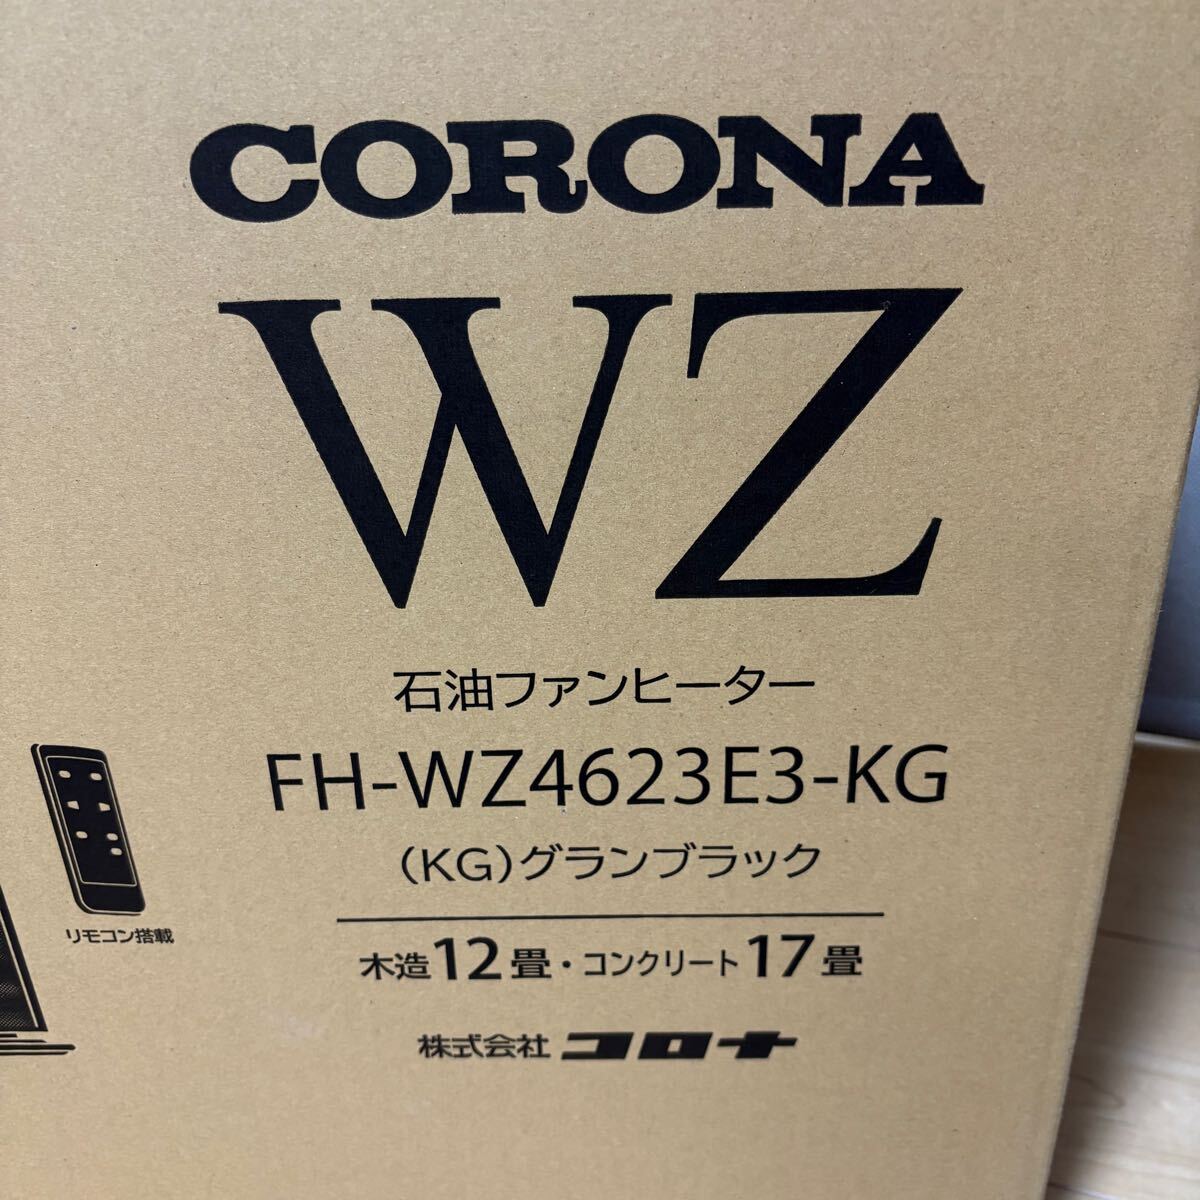 CORONA
WZ
石油ファンヒーター
FH-WZ4623E3-KG
(KG)グランブラック
リモコン搭載
木造12畳・コンクリート17畳
株式会社 コロナ